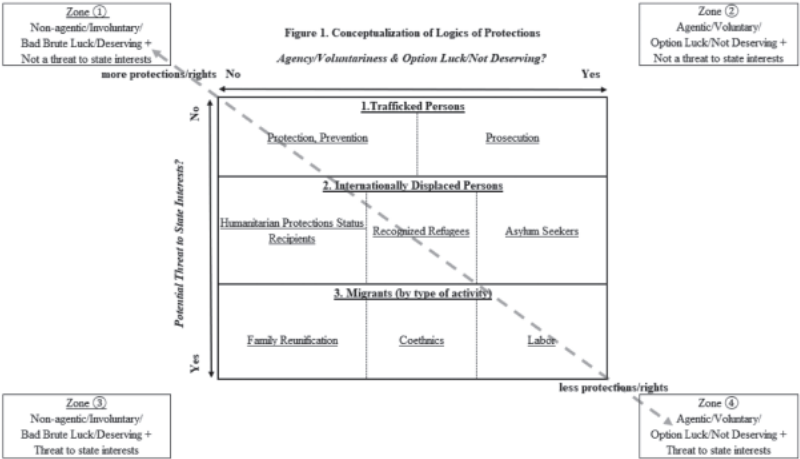 Zone ①
Non-agentic/Involuntary/
Bad Brute Luck/Deserving +
Not a threat to state interests
Zone ②
Agentic/Voluntary/
Option Luck/Not Deserving +
Not a threat to state interests
Figure 1. Conceptualization of Logics of Protections
Agency/Voluntariness & Option Luck/Not Deserving?
more protections/rights
No
Yes
No
Potential Threat to State Interests?
Yes
1.Trafficked Persons
Protection, Prevention
Prosecution
2. Internationally Displaced Persons
Humanitarian Protections Status
Recipients
Recognized Refugees
Asylum Seekers
3. Migrants (by type of activity)
Family Reunification
Coethnics
Labor
less protections/rights
Zone ③
Non-agentic/Involuntary/
Bad Brute Luck/Deserving +
Threat to state interests
Zone ④
Agentic/Voluntary/
Option Luck/Not Deserving +
Threat to state interests